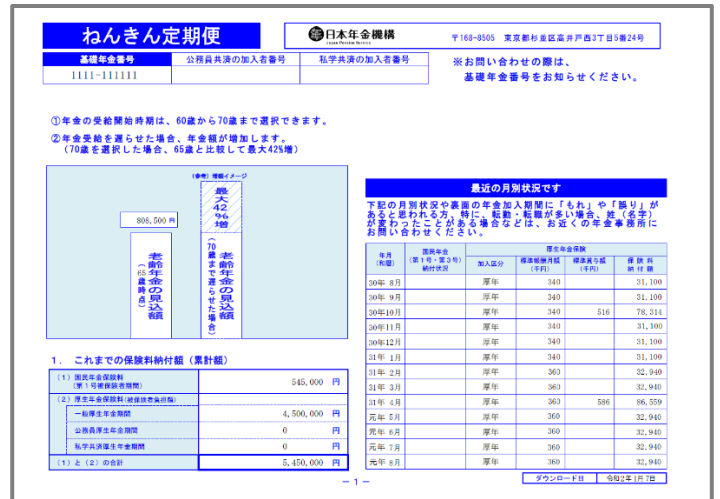 ねんきん定期便
日本年金機構
Japan Pension Service
〒168-8505 東京都杉並区高井戸西3丁目5番24号
基礎年金番号 公務員共済の加入者番号 私学共済の加入者番号
1111-111111
※お問い合わせの際は、
基礎年金番号をお知らせください。
①年金の受給開始時期は、60歳から70歳まで選択できます。
②年金受給を遅らせた場合、年金額が増加します。
(70歳を選択した場合、65歳と比較して最大42%増)
(参考)増額イメージ
最大42%増
808,500 円
老齢年金の見込額
(65歳時点)
老齢年金の見込額
(70歳まで遅らせた場合)
1. これまでの保険料納付額(累計額)
(1)国民年金保険料
(第1号被保険者期間)
545,000 円
(2)厚生年金保険料(被保険者負担額)
一般厚生年金期間 4,500,000 円
公務員厚生年金期間 0 円
私学共済厚生年金期間 0 円
(1)と(2)の合計 5,450,000 円
最近の月別状況です
下記の月別状況や裏面の年金加入期間に「もれ」や「誤り」が
あると思われる方、特に、転勤・転職が多い場合、姓(名字)
が変わったことがある場合などは、お近くの年金事務所に
お問い合わせください。
年月
(和暦)
国民年金
(第1号・第3号)
納付状況
厚生年金保険
加入区分
標準報酬月額
(千円)
標準賞与額
(千円)
保険料
納付額
30年 8月 厚年 340 31,100
30年 9月 厚年 340 31,100
30年10月 厚年 340 516 78,314
30年11月 厚年 340 31,100
30年12月 厚年 340 31,100
31年 1月 厚年 340 31,100
31年 2月 厚年 360 32,940
31年 3月 厚年 360 32,940
31年 4月 厚年 360 586 86,559
元年 5月 厚年 360 32,940
元年 6月 厚年 360 32,940
元年 7月 厚年 360 32,940
元年 8月 厚年 360 32,940
ダウンロード日 令和2年1月7日
- 1 -